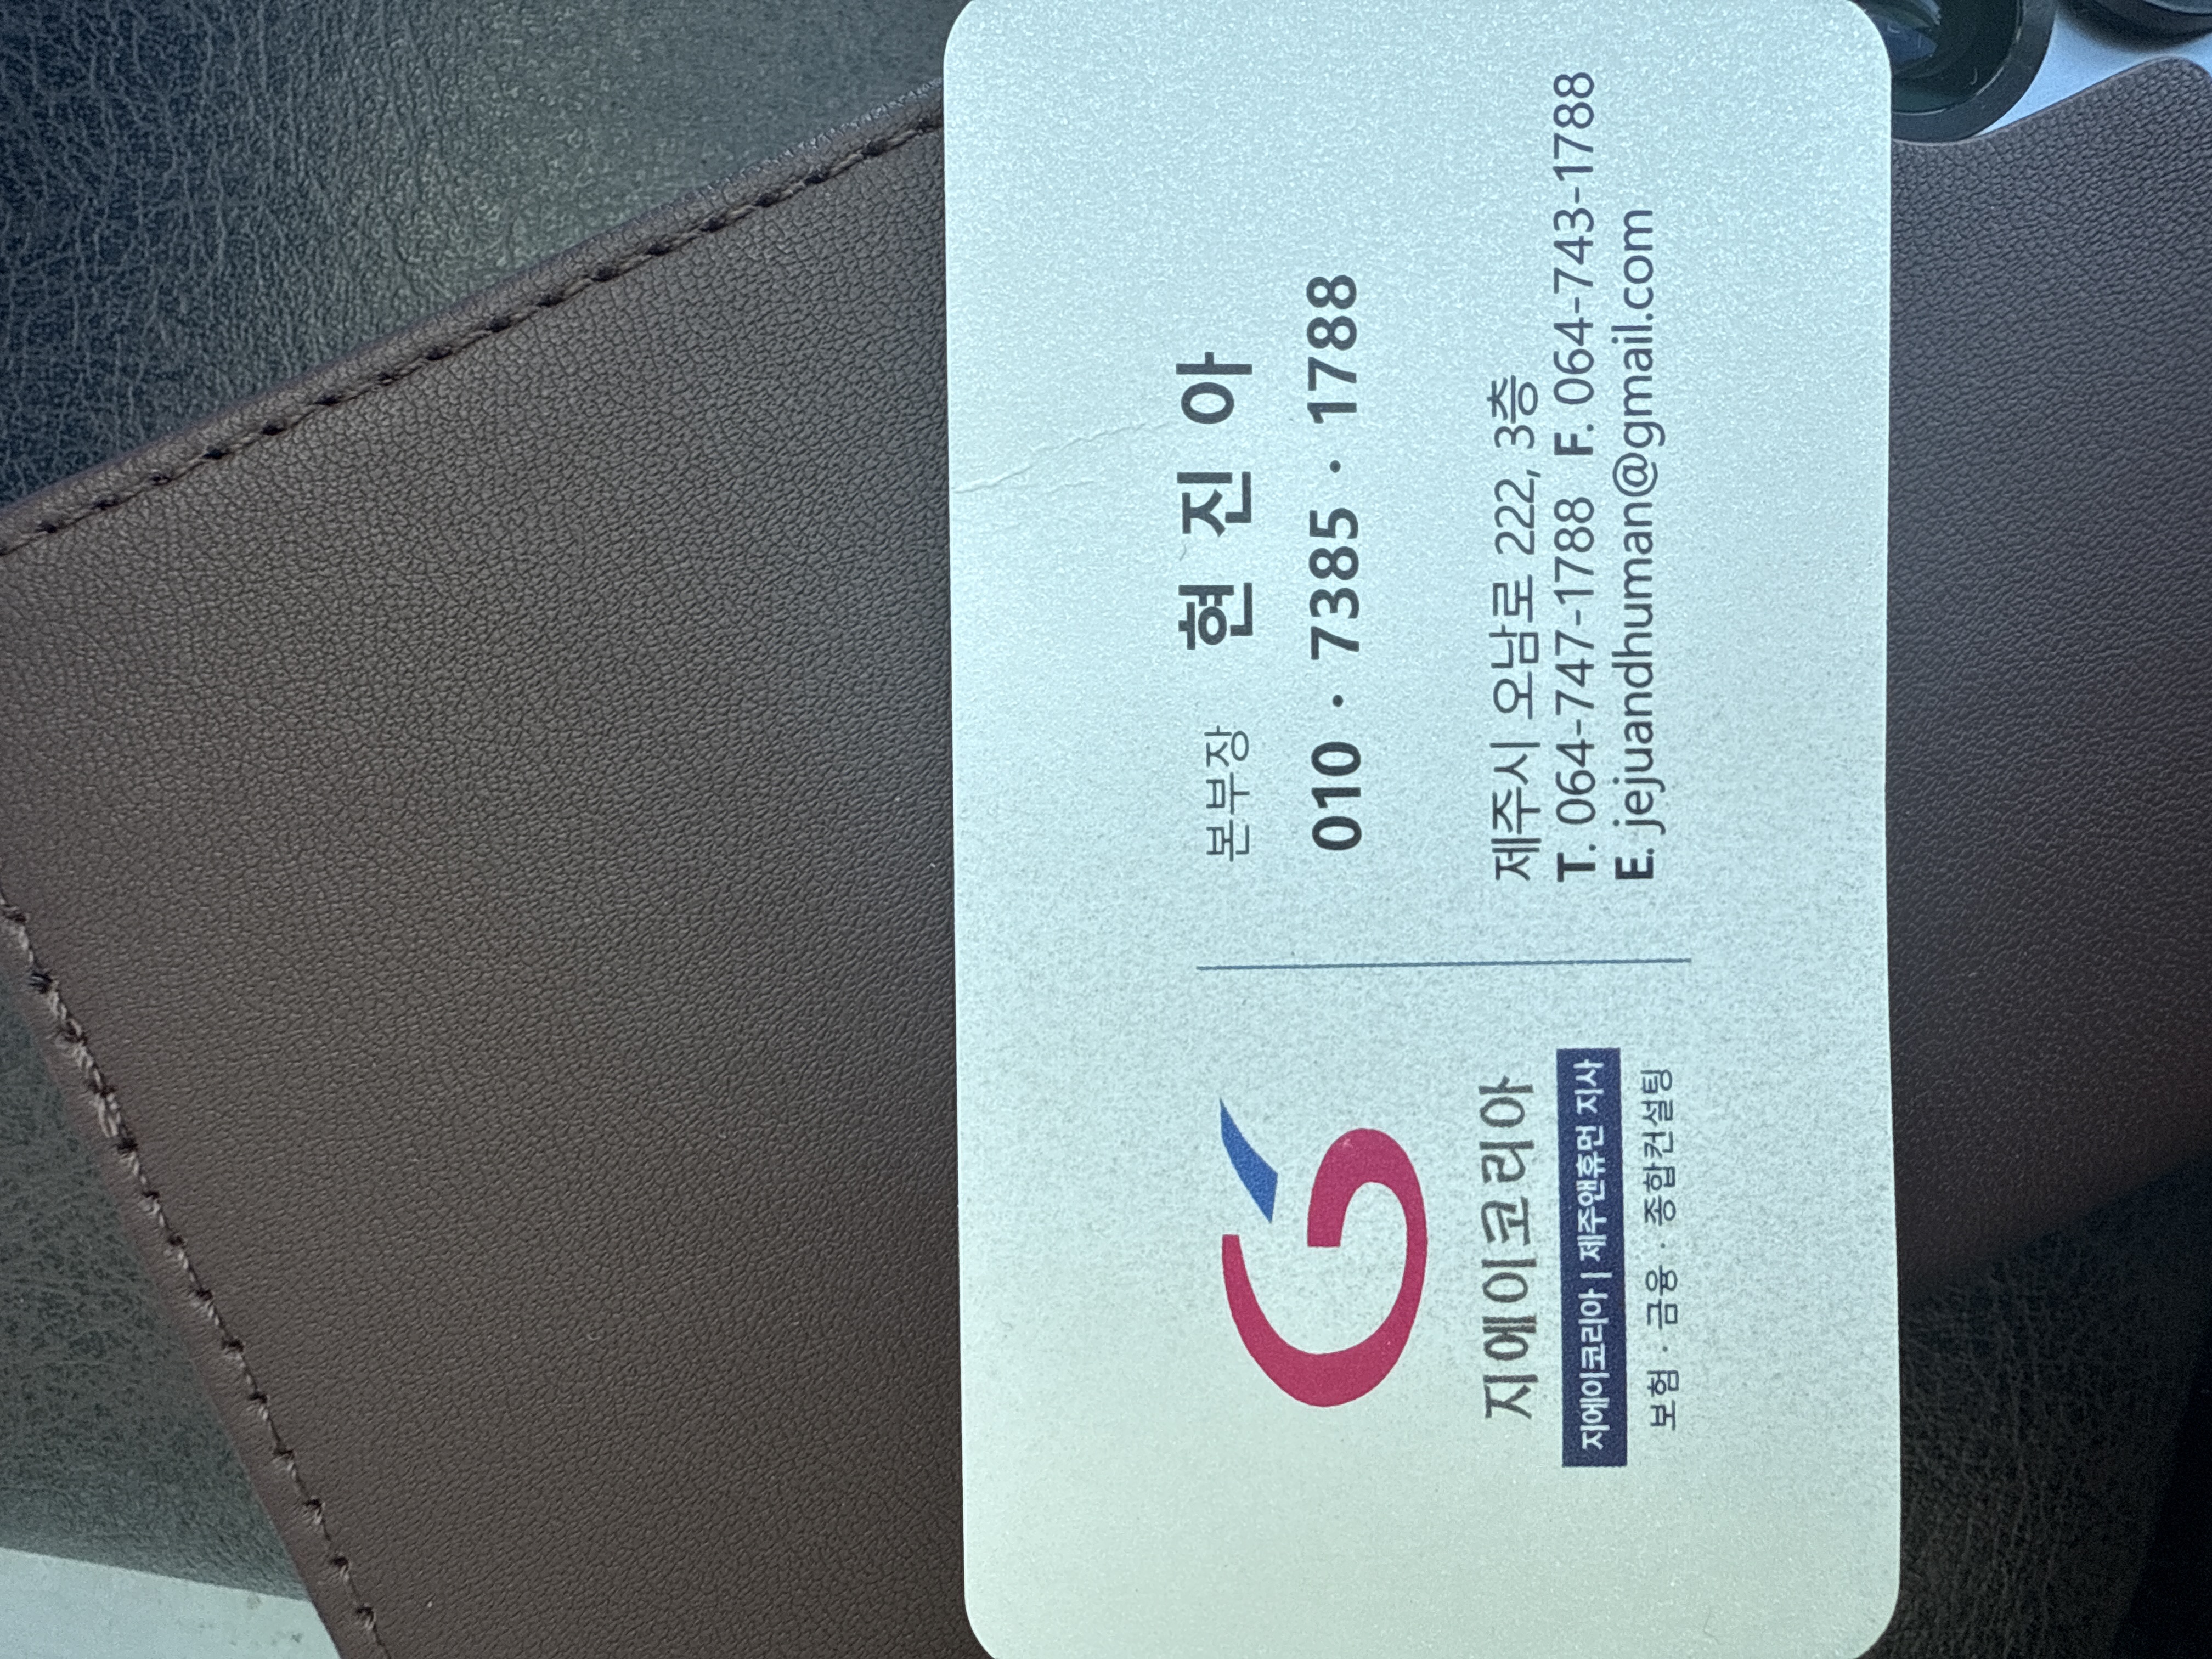 지에이코리아
지에이코리아 | 제주앤휴먼 지사
보험 · 금융 · 종합컨설팅
본부장 현 진 아
010 · 7385 · 1788
제주시 오남로 222, 3층
T. 064-747-1788 F. 064-743-1788
E. jejuandhuman@gmail.com